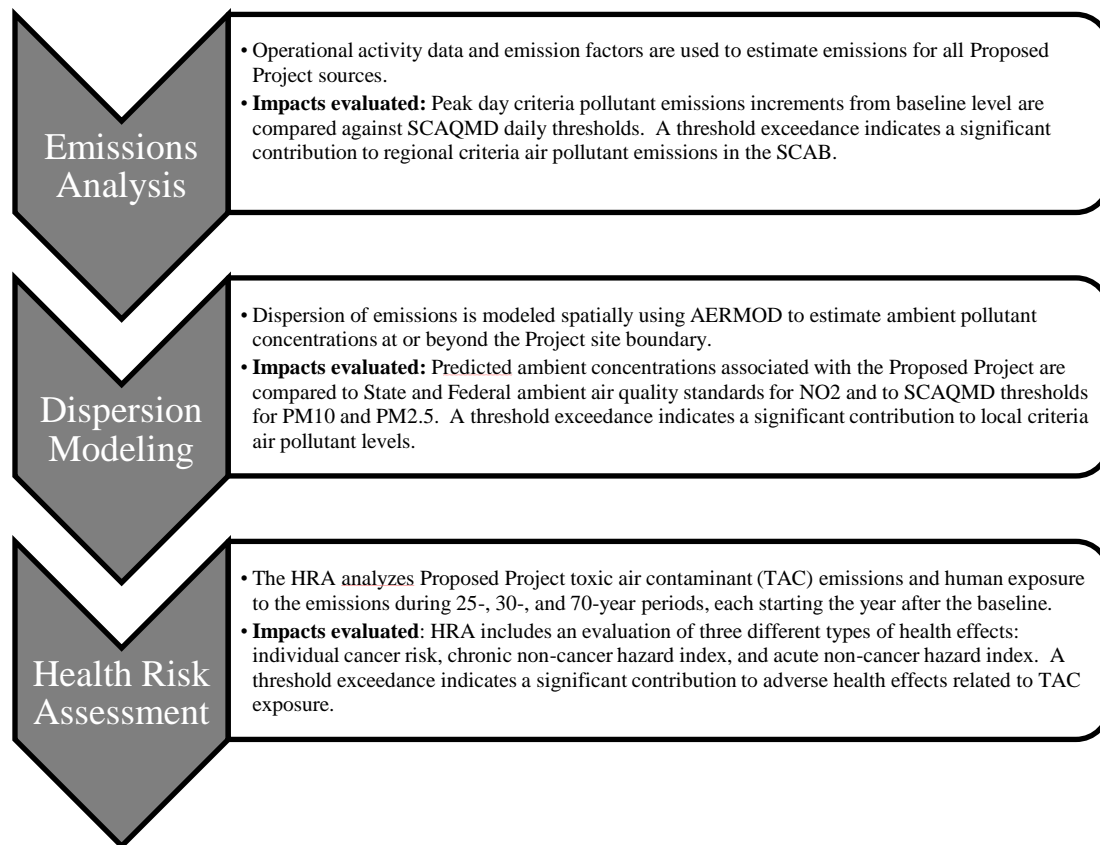 Emissions
Analysis
• Operational activity data and emission factors are used to estimate emissions for all Proposed
Project sources.
• Impacts evaluated: Peak day criteria pollutant emissions increments from baseline level are
compared against SCAQMD daily thresholds.  A threshold exceedance indicates a significant
contribution to regional criteria air pollutant emissions in the SCAB.
Dispersion
Modeling
• Dispersion of emissions is modeled spatially using AERMOD to estimate ambient pollutant
concentrations at or beyond the Project site boundary.
• Impacts evaluated: Predicted ambient concentrations associated with the Proposed Project are
compared to State and Federal ambient air quality standards for NO2 and to SCAQMD thresholds
for PM10 and PM2.5.  A threshold exceedance indicates a significant contribution to local criteria
air pollutant levels.
Health Risk
Assessment
• The HRA analyzes Proposed Project toxic air contaminant (TAC) emissions and human exposure
to the emissions during 25-, 30-, and 70-year periods, each starting the year after the baseline.
• Impacts evaluated: HRA includes an evaluation of three different types of health effects:
individual cancer risk, chronic non-cancer hazard index, and acute non-cancer hazard index.  A
threshold exceedance indicates a significant contribution to adverse health effects related to TAC
exposure.